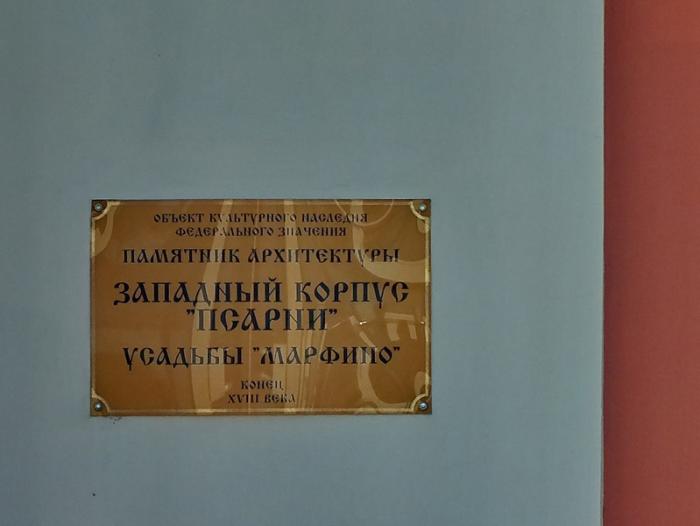 ОБЪЕКТ КУЛЬТУРНОГО НАСЛЕДИЯ
ФЕДЕРАЛЬНОГО ЗНАЧЕНИЯ
ПАМЯТНИК АРХИТЕКТУРЫ
ЗАПАДНЫЙ КОРПУС
"ПСАРНИ"
УСАДЬБЫ "МАРФИНО"
КОНЕЦ
XVIII ВЕКА